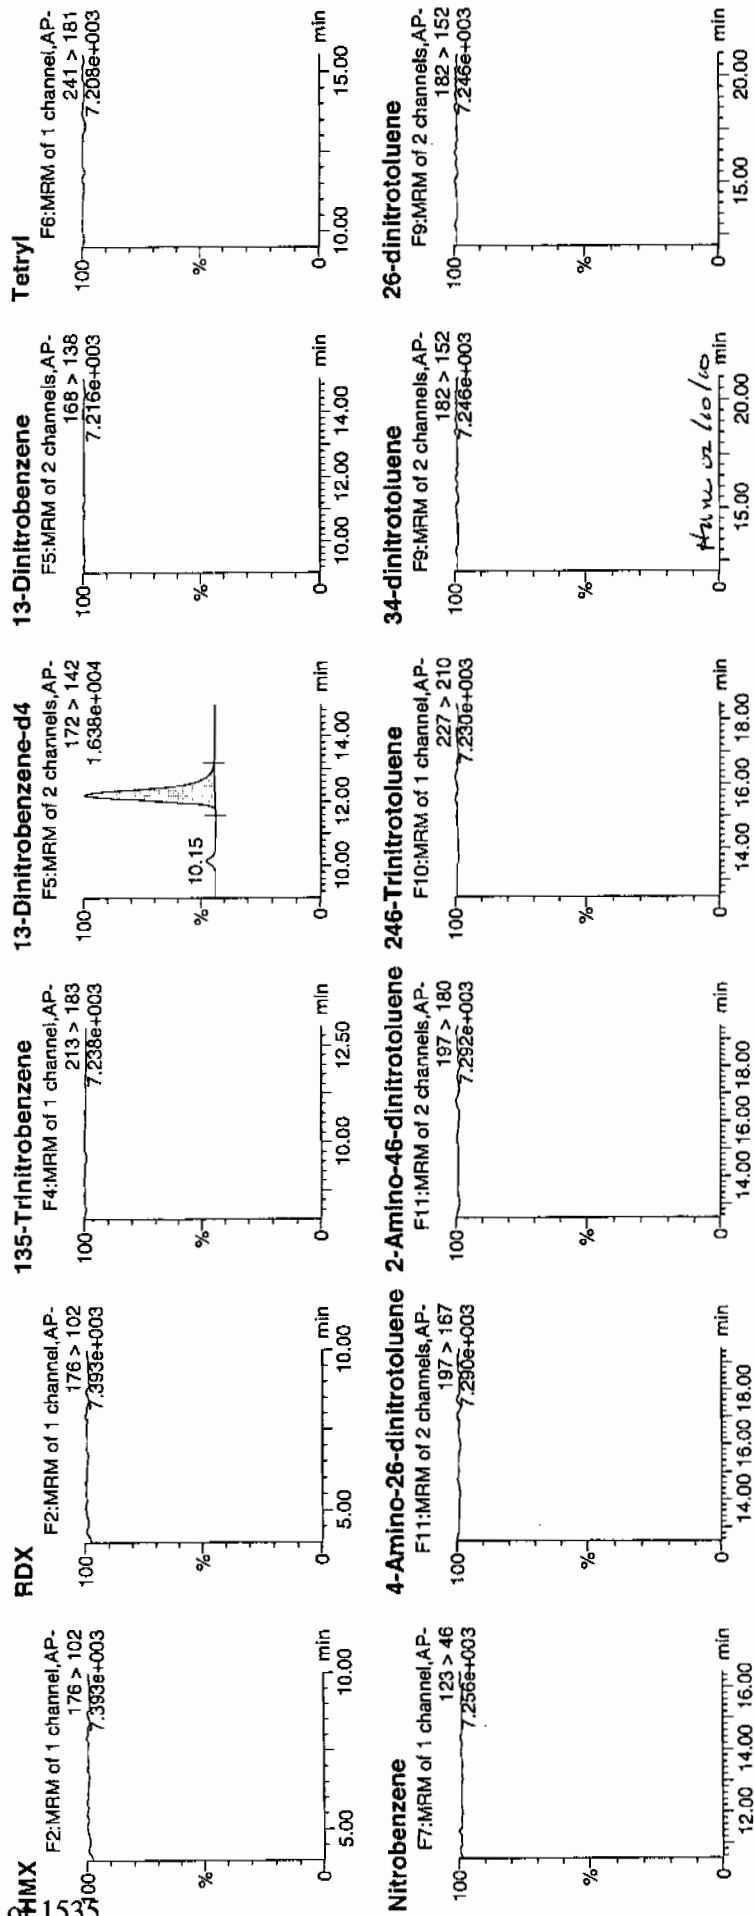 HMX
F2:MRM of 1 channel,AP-
176 > 102
7.393e+003
100
%
0
5.00
10.00
min
RDX
F2:MRM of 1 channel,AP-
176 > 102
7.393e+003
100
%
0
5.00
10.00
min
135-Trinitrobenzene
F4:MRM of 1 channel,AP-
213 > 183
7.238e+003
100
%
0
10.00
12.50
min
13-Dinitrobenzene-d4
F5:MRM of 2 channels,AP-
172 > 142
1.638e+004
100
%
10.15
0
10.00
12.00
14.00
min
13-Dinitrobenzene
F5:MRM of 2 channels,AP-
168 > 138
7.216e+003
100
%
0
10.00
12.00
14.00
min
Tetryl
F6:MRM of 1 channel,AP-
241 > 181
7.208e+003
100
%
0
10.00
15.00
min
Nitrobenzene
F7:MRM of 1 channel,AP-
123 > 46
7.256e+003
100
%
0
12.00
14.00
16.00
min
4-Amino-26-dinitrotoluene
F11:MRM of 2 channels,AP-
197 > 167
7.290e+003
100
%
0
14.00
16.00
18.00
min
2-Amino-46-dinitrotoluene
F11:MRM of 2 channels,AP-
197 > 180
7.292e+003
100
%
0
14.00
16.00
18.00
min
246-Trinitrotoluene
F10:MRM of 1 channel,AP-
227 > 210
7.230e+003
100
%
0
14.00
16.00
18.00
min
34-dinitrotoluene
F9:MRM of 2 channels,AP-
182 > 152
7.246e+003
100
%
0
15.00
20.00
min
02/10/10
26-dinitrotoluene
F9:MRM of 2 channels,AP-
182 > 152
7.246e+003
100
%
0
15.00
20.00
min
1535